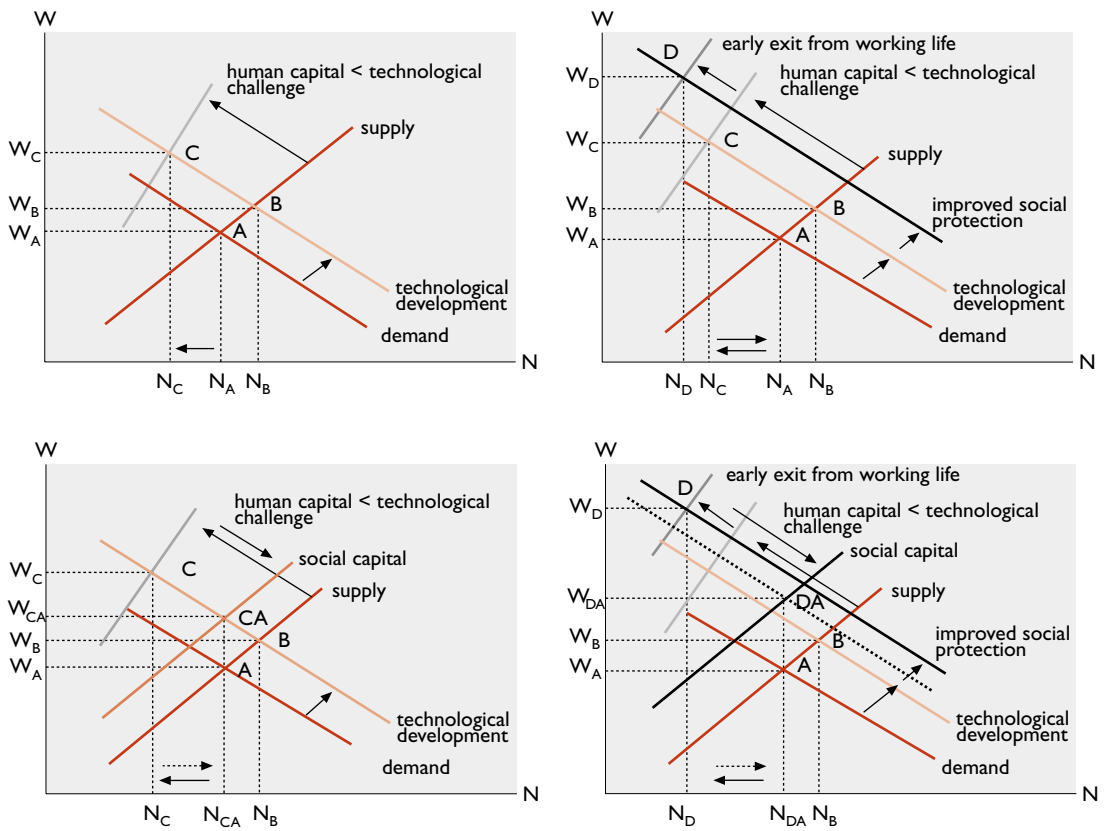 W
human capital < technological
challenge
supply
W_C
C
W_B
B
W_A
A
technological
development
demand
N
N_C
N_A
N_B
W
early exit from working life
D
W_D
human capital < technological
challenge
W_C
C
supply
W_B
B
improved social
protection
W_A
A
technological
development
demand
N
N_D
N_C
N_A
N_B
W
human capital < technological
challenge
social capital
W_C
C
supply
W_CA
CA
W_B
B
W_A
A
technological
development
demand
N
N_C
N_CA
N_B
W
early exit from working life
D
W_D
human capital < technological
challenge
social capital
supply
W_DA
DA
W_B
B
improved social
protection
W_A
A
technological
development
demand
N
N_D
N_DA
N_B